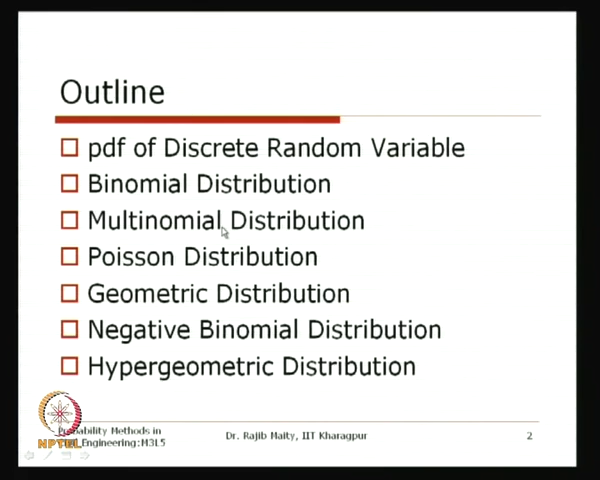 Outline
pdf of Discrete Random Variable
Binomial Distribution
Multinomial Distribution
Poisson Distribution
Geometric Distribution
Negative Binomial Distribution
Hypergeometric Distribution
Probability Methods in
Civil Engineering:M3L5
Dr. Rajib Maity, IIT Kharagpur
2
NPTEL